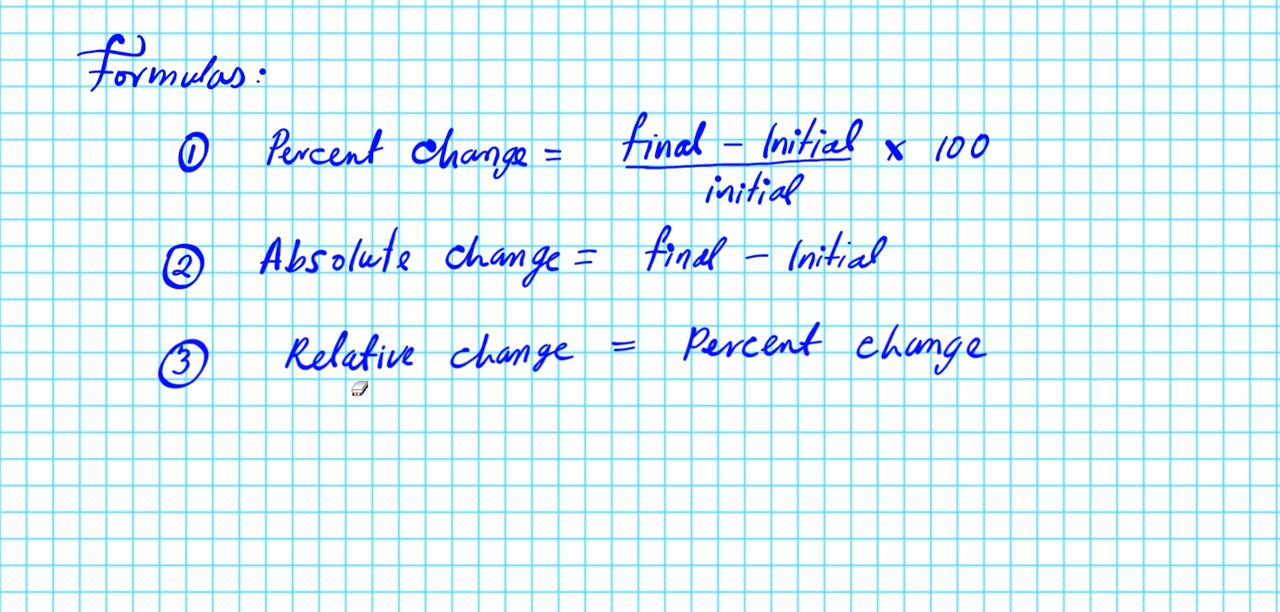 Formulas:
① Percent change = final - Initial / initial × 100
② Absolute change = final - Initial
③ Relative change = Percent change